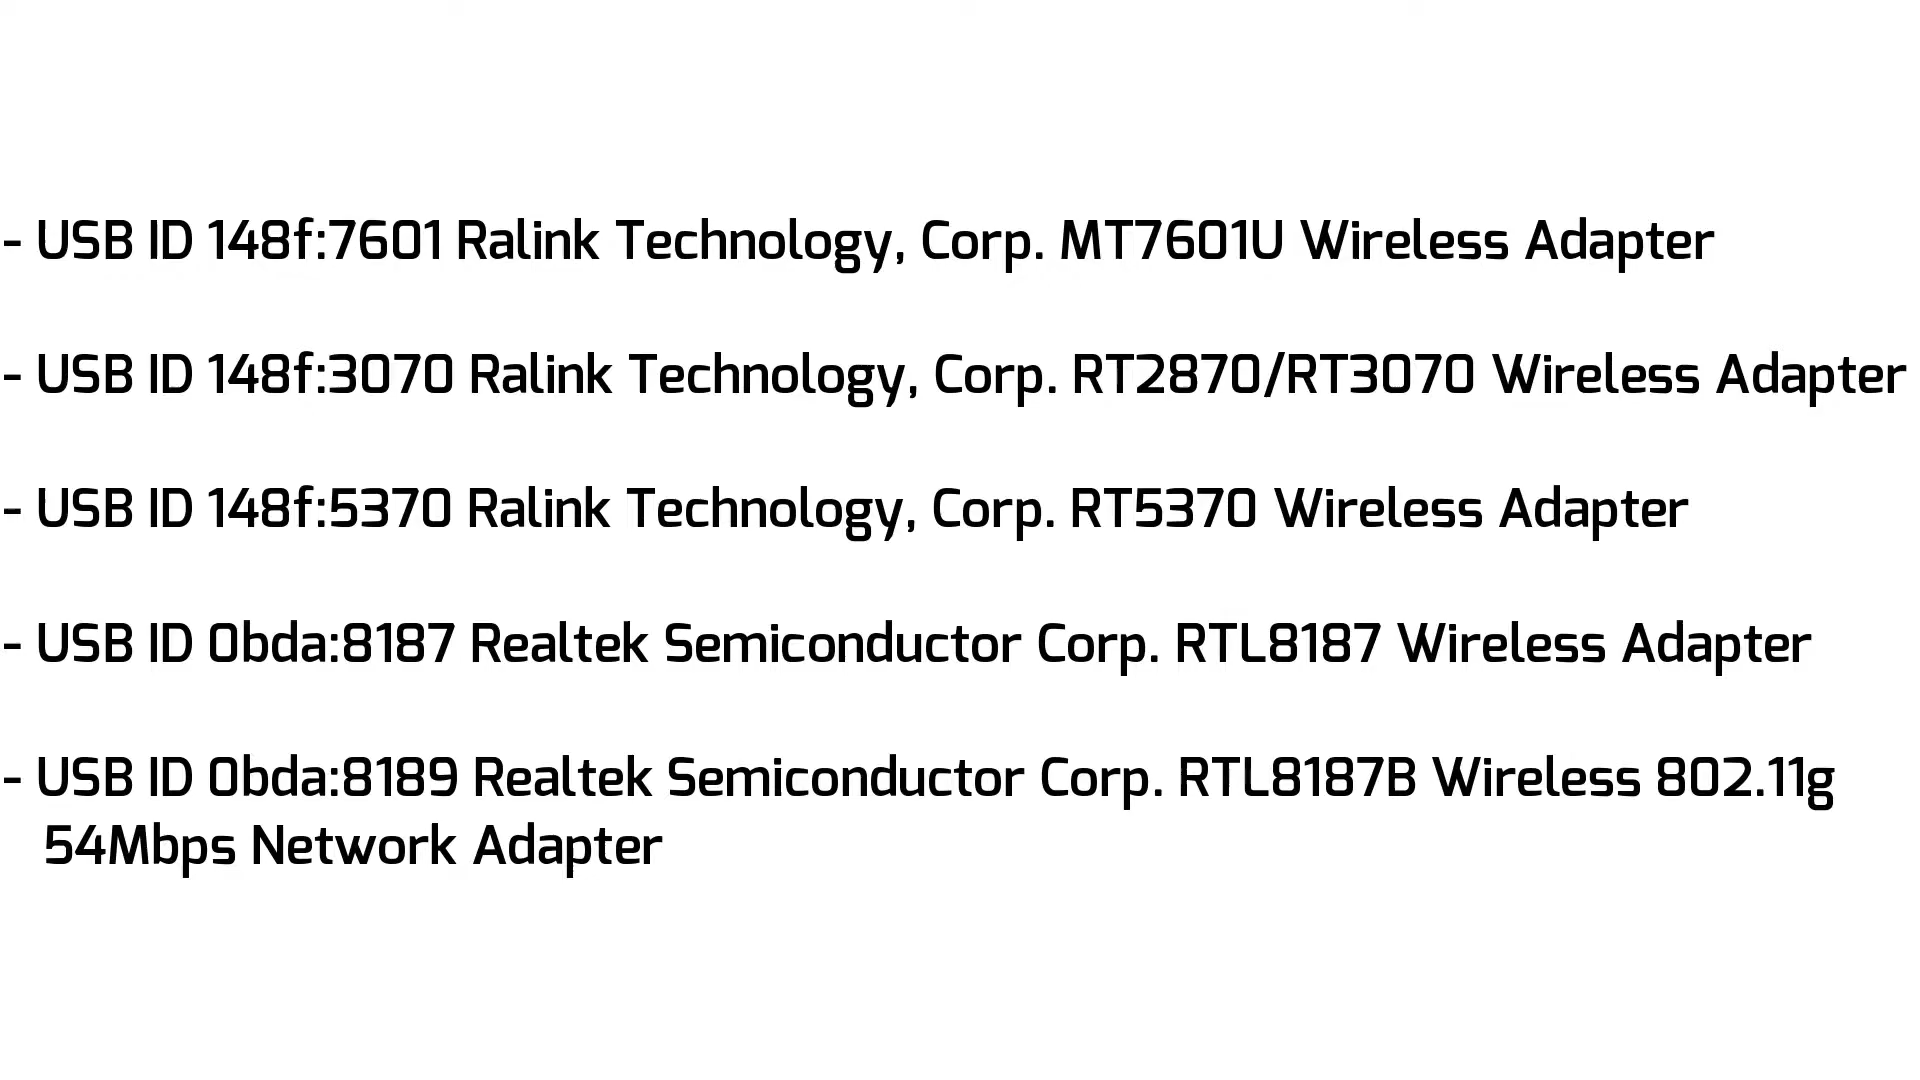 - USB ID 148f:7601 Ralink Technology, Corp. MT7601U Wireless Adapter
- USB ID 148f:3070 Ralink Technology, Corp. RT2870/RT3070 Wireless Adapter
- USB ID 148f:5370 Ralink Technology, Corp. RT5370 Wireless Adapter
- USB ID 0bda:8187 Realtek Semiconductor Corp. RTL8187 Wireless Adapter
- USB ID 0bda:8189 Realtek Semiconductor Corp. RTL8187B Wireless 802.11g
54Mbps Network Adapter